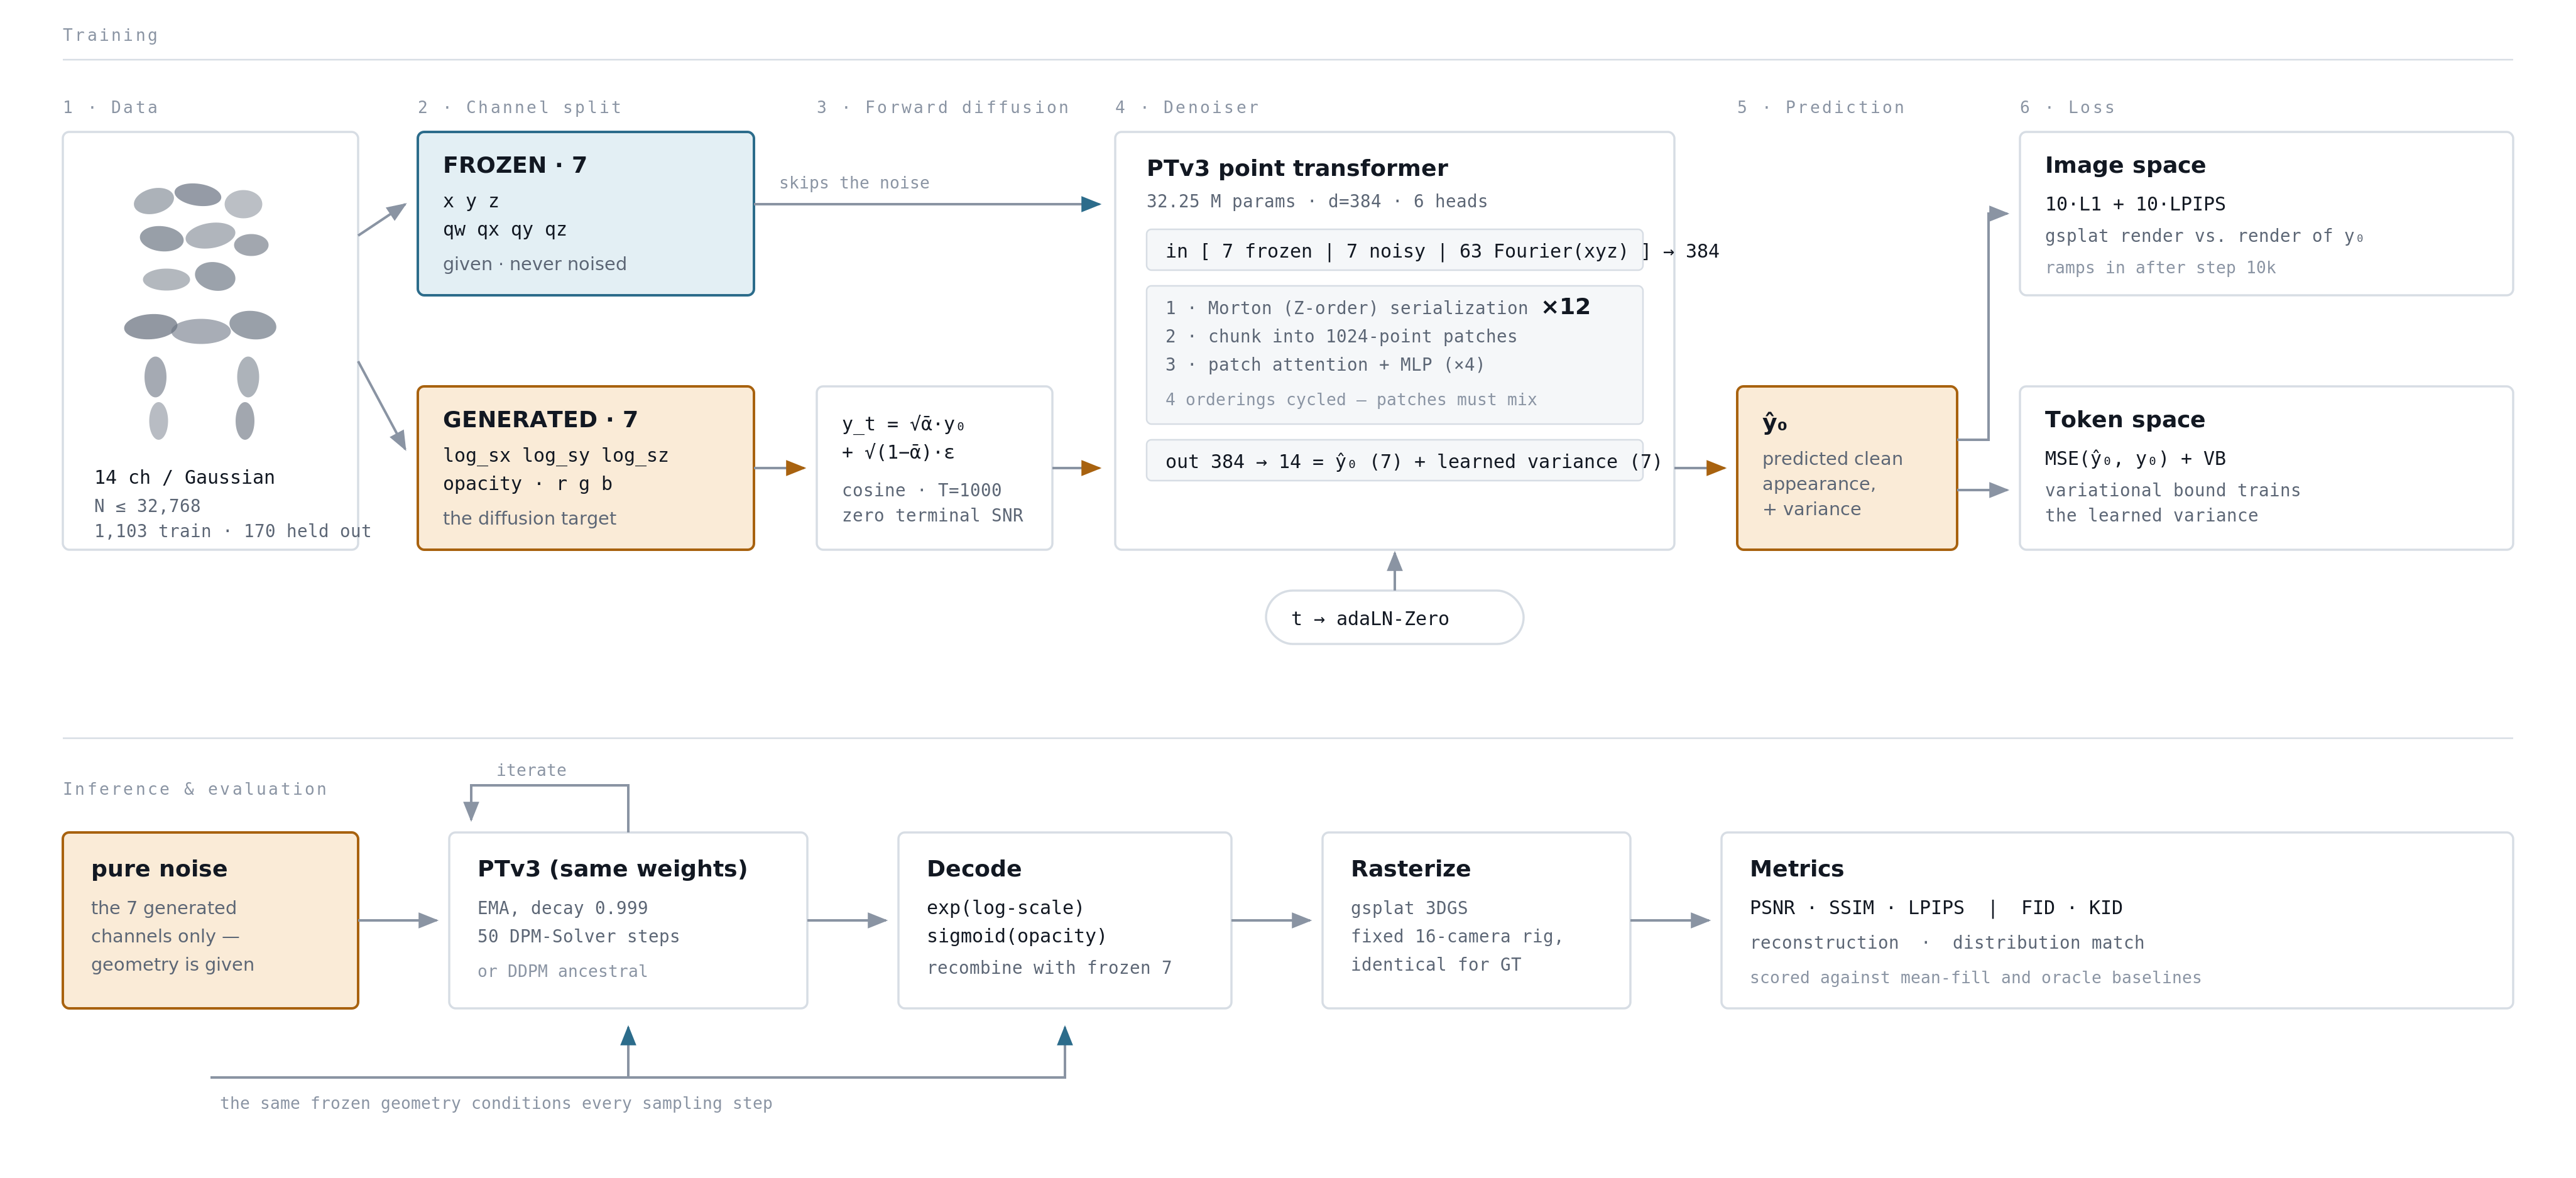 Training
1 · Data
2 · Channel split
3 · Forward diffusion
4 · Denoiser
5 · Prediction
6 · Loss
14 ch / Gaussian
N ≤ 32,768
1,103 train · 170 held out
FROZEN · 7
x y z
qw qx qy qz
given · never noised
skips the noise
GENERATED · 7
log_sx log_sy log_sz
opacity · r g b
the diffusion target
y_t = √ᾱ·y₀
+ √(1−ᾱ)·ε
cosine · T=1000
zero terminal SNR
PTv3 point transformer
32.25 M params · d=384 · 6 heads
in [ 7 frozen | 7 noisy | 63 Fourier(xyz) ] → 384
1 · Morton (Z-order) serialization ×12
2 · chunk into 1024-point patches
3 · patch attention + MLP (×4)
4 orderings cycled — patches must mix
out 384 → 14 = ŷ₀ (7) + learned variance (7)
t → adaLN-Zero
ŷ₀
predicted clean
appearance,
+ variance
Image space
10·L1 + 10·LPIPS
gsplat render vs. render of y₀
ramps in after step 10k
Token space
MSE(ŷ₀, y₀) + VB
variational bound trains
the learned variance
Inference & evaluation
iterate
pure noise
the 7 generated
channels only —
geometry is given
PTv3 (same weights)
EMA, decay 0.999
50 DPM-Solver steps
or DDPM ancestral
Decode
exp(log-scale)
sigmoid(opacity)
recombine with frozen 7
Rasterize
gsplat 3DGS
fixed 16-camera rig,
identical for GT
Metrics
PSNR · SSIM · LPIPS | FID · KID
reconstruction · distribution match
scored against mean-fill and oracle baselines
the same frozen geometry conditions every sampling step